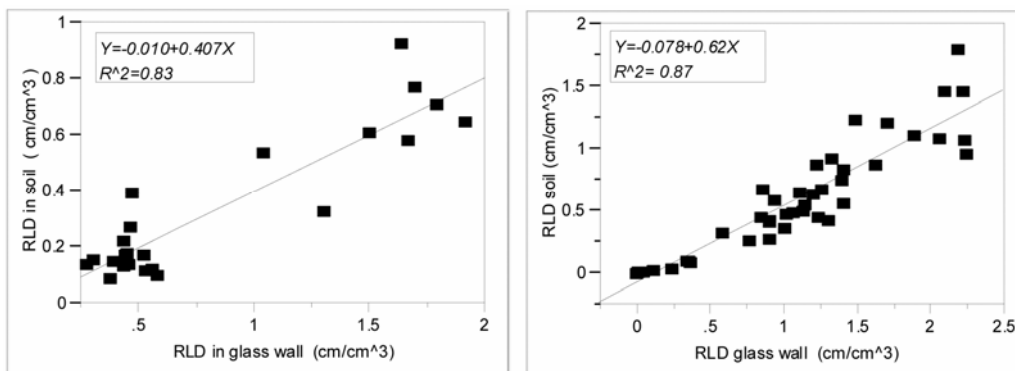 Y=-0.010+0.407X
R^2=0.83
1
0.8
0.6
0.4
0.2
0
.5
1
1.5
2
RLD in soil ( cm/cm^3 )
RLD in glass wall (cm/cm^3)
Y=-0.078+0.62X
R^2= 0.87
2
1.5
1
0.5
0
0
.5
1
1.5
2
2.5
RLD soil (cm/cm^3)
RLD glass wall (cm/cm^3)